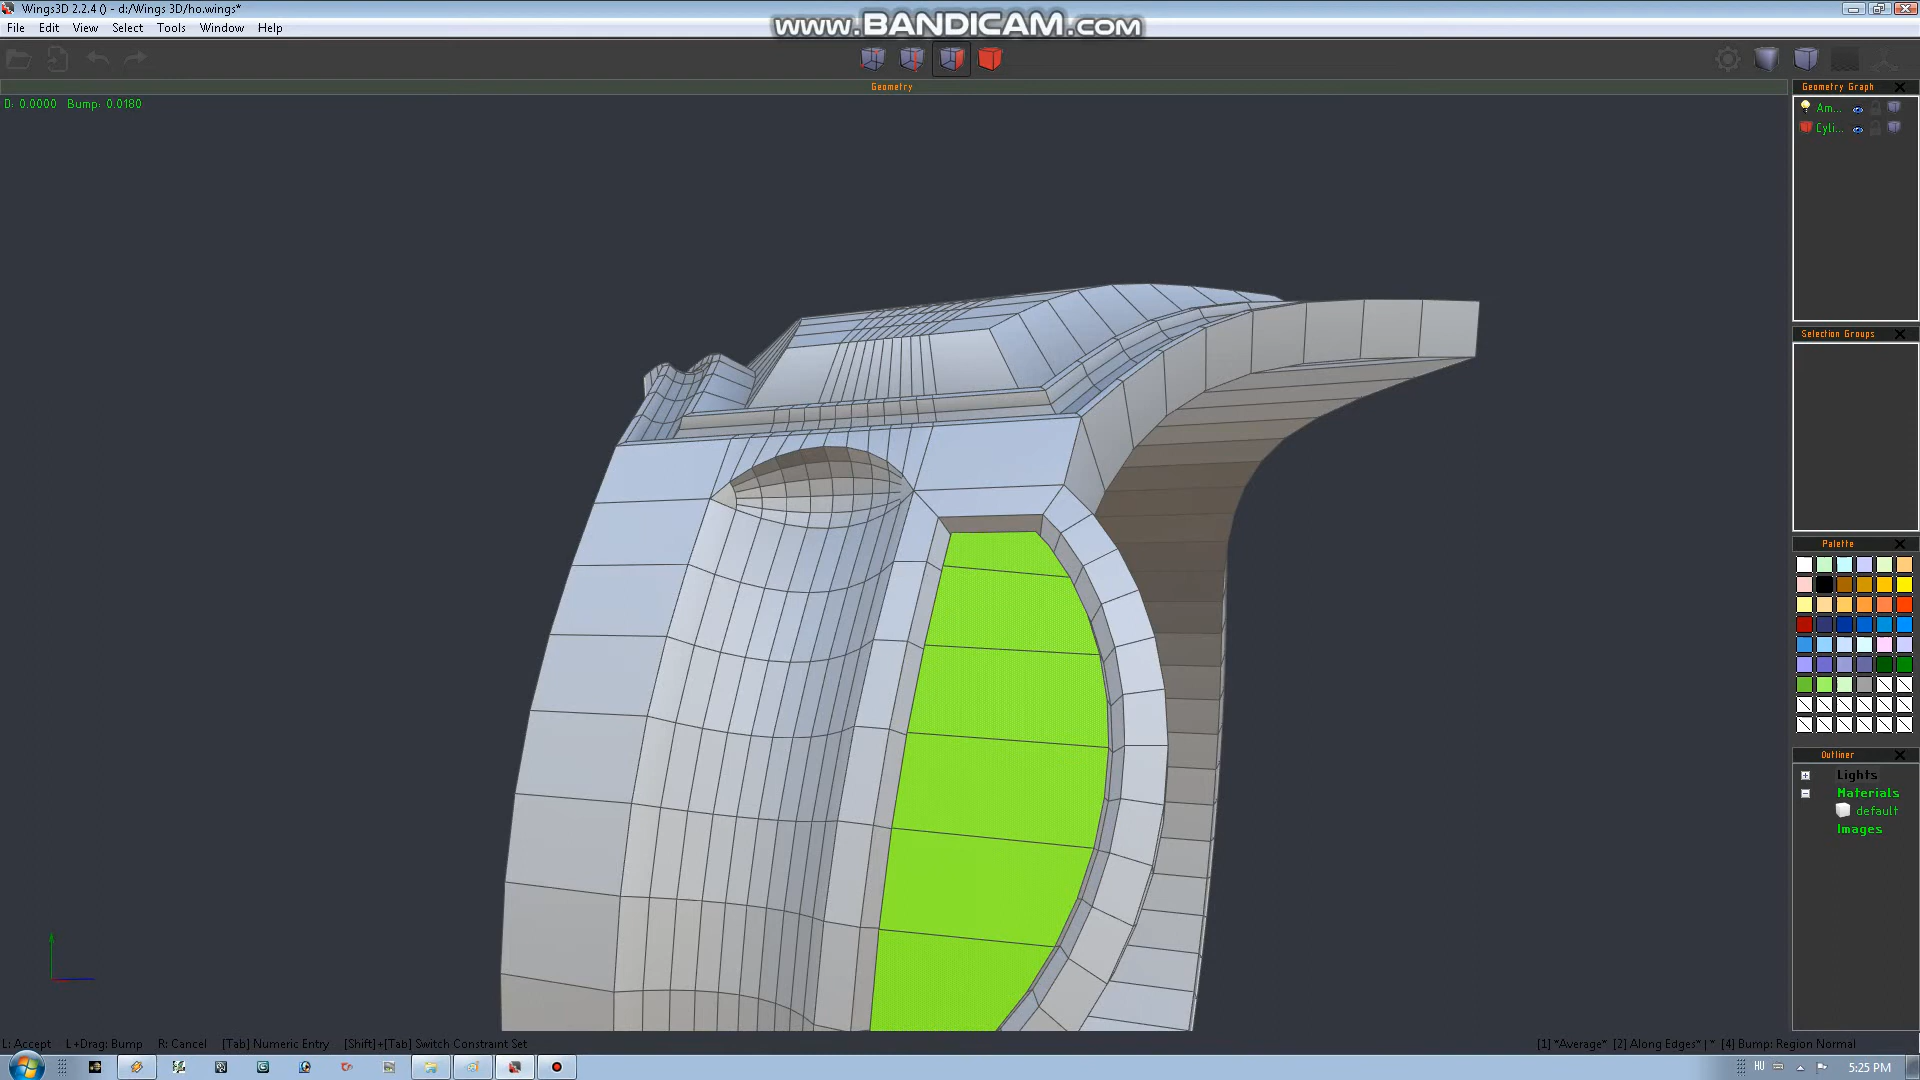 Wings3D 2.2.4 () - d:/Wings 3D/ho.wings*
www.BANDICAM.com
File Edit View Select Tools Window Help
Geometry
D: 0.0000 Bump: 0.0180
Geometry Graph
Am...
Cyli...
Selection Groups
Palette
Outliner
Lights
Materials
default
Images
L: Accept L+Drag: Bump R: Cancel [Tab] Numeric Entry [Shift]+[Tab] Switch Constraint Set
[1] *Average* [2] Along Edges* | * [4] Bump: Region Normal
HU
5:25 PM